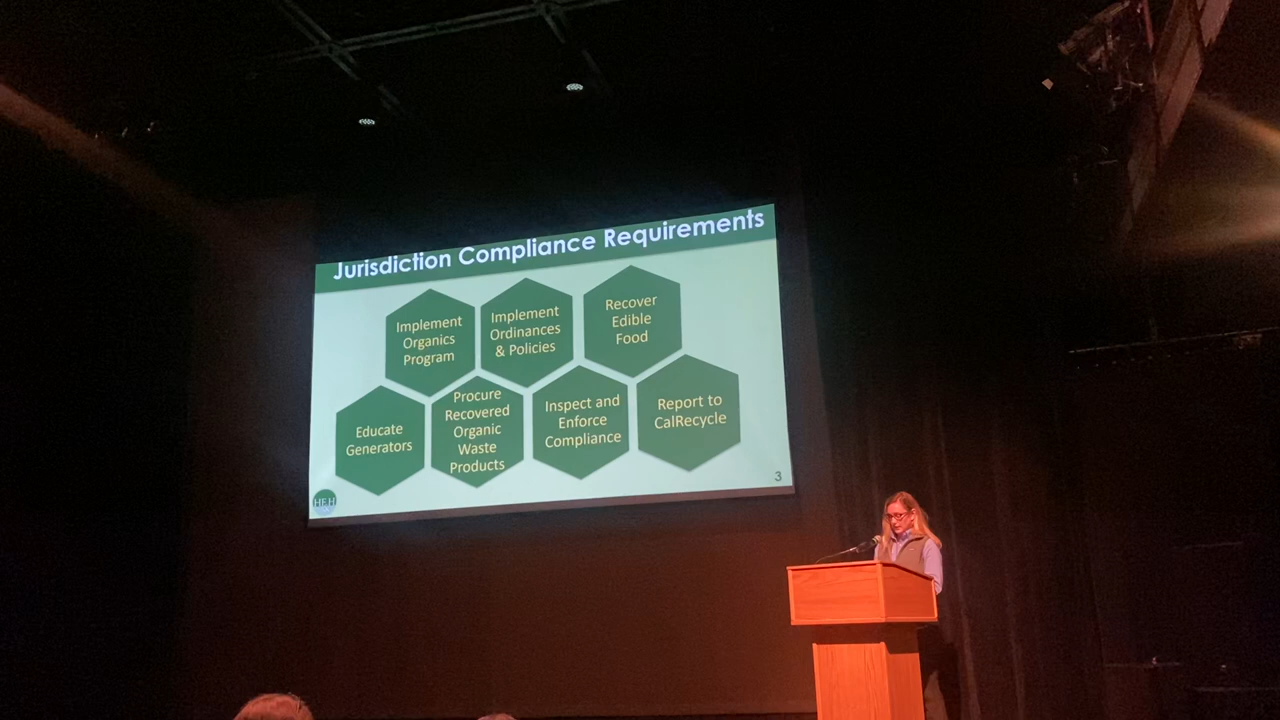 Jurisdiction Compliance Requirements
Implement
Organics
Program
Implement
Ordinances
& Policies
Recover
Edible
Food
Educate
Generators
Procure
Recovered
Organic
Waste
Products
Inspect and
Enforce
Compliance
Report to
CalRecycle
HEH
3